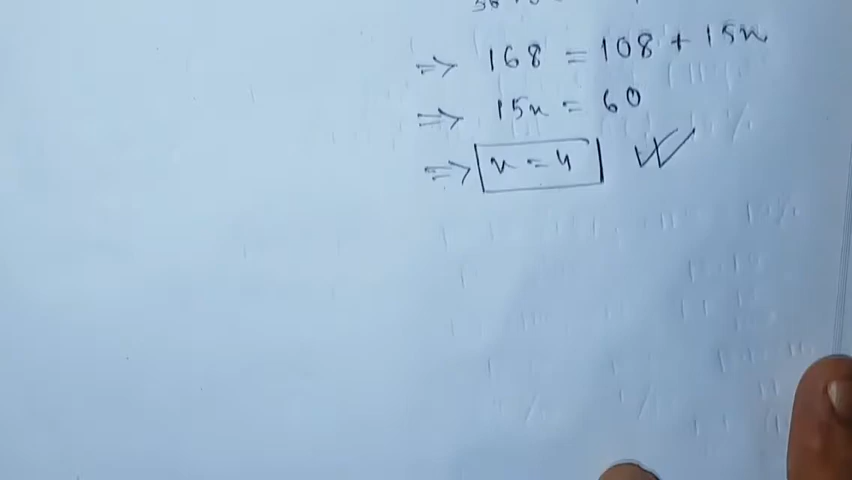 ⇒ 168 = 108 + 15x
⇒ 15x = 60
⇒ x = 4